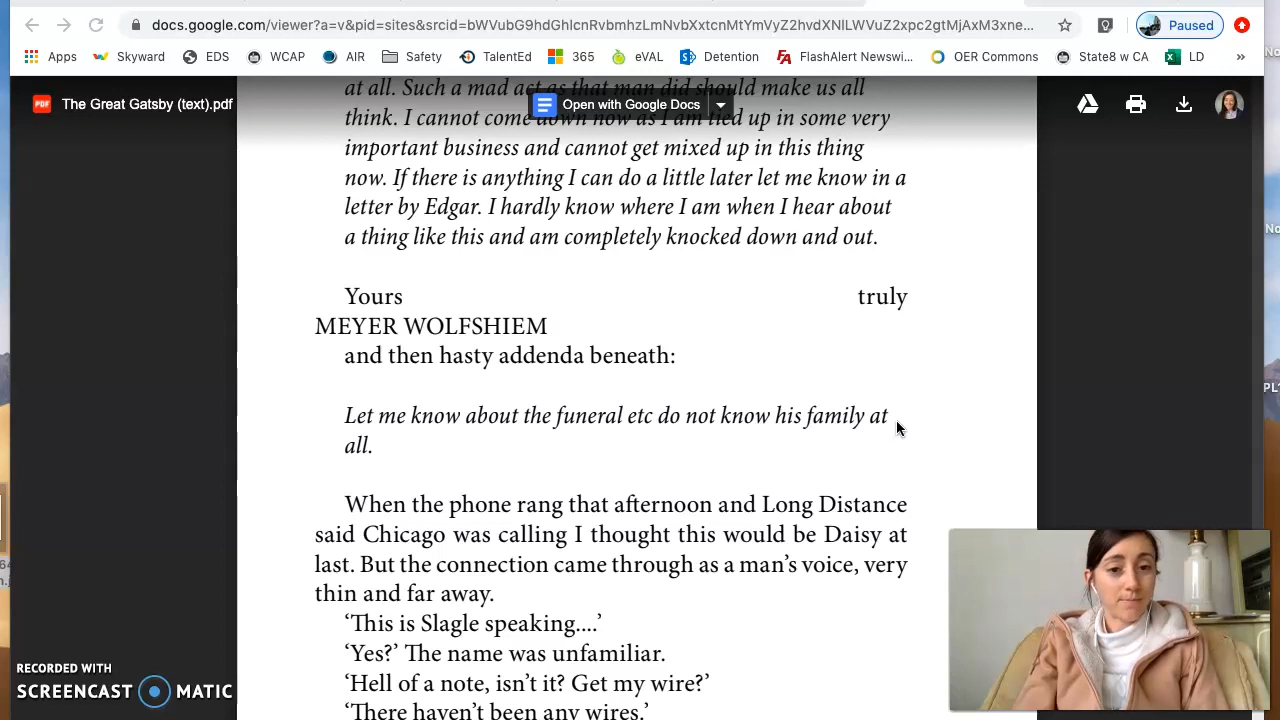 docs.google.com/viewer?a=v&pid=sites&srcid=bWVubG9hdGhlcnRvbmhzLmNvbXxtcnMtYmVyZ2hvdXNlLWVuZ2xpc2gtMjAxM3xne...
Paused
Apps
Skyward
EDS
WCAP
AIR
Safety
TalentEd
365
eVAL
Detention
FlashAlert Newswi...
OER Commons
State8 w CA
LD
»
at all. Such a mad act as that man did should make us all
PDF The Great Gatsby (text).pdf
Open with Google Docs
think. I cannot come down now as I am tied up in some very
important business and cannot get mixed up in this thing
now. If there is anything I can do a little later let me know in a
letter by Edgar. I hardly know where I am when I hear about
a thing like this and am completely knocked down and out.
Yours truly
MEYER WOLFSHIEM
and then hasty addenda beneath:
Let me know about the funeral etc do not know his family at
all.
When the phone rang that afternoon and Long Distance
said Chicago was calling I thought this would be Daisy at
last. But the connection came through as a man’s voice, very
thin and far away.
‘This is Slagle speaking....’
‘Yes?’ The name was unfamiliar.
‘Hell of a note, isn’t it? Get my wire?’
‘There haven’t been any wires.’
RECORDED WITH
SCREENCAST MATIC